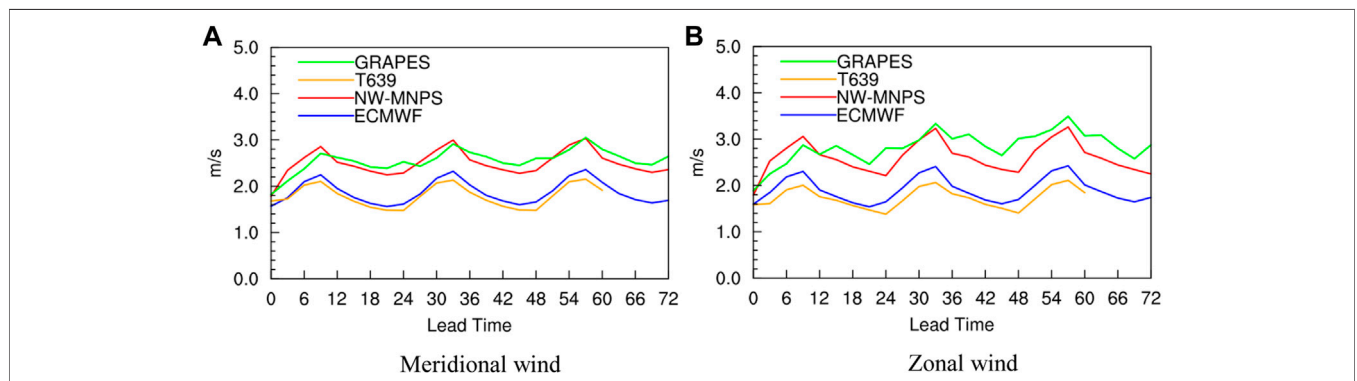 A
5.0
4.0
3.0
2.0
1.0
0.0
m/s
GRAPES
T639
NW-MNPS
ECMWF
0 6 12 18 24 30 36 42 48 54 60 66 72
Lead Time
Meridional wind
B
5.0
4.0
3.0
2.0
1.0
0.0
m/s
GRAPES
T639
NW-MNPS
ECMWF
0 6 12 18 24 30 36 42 48 54 60 66 72
Lead Time
Zonal wind